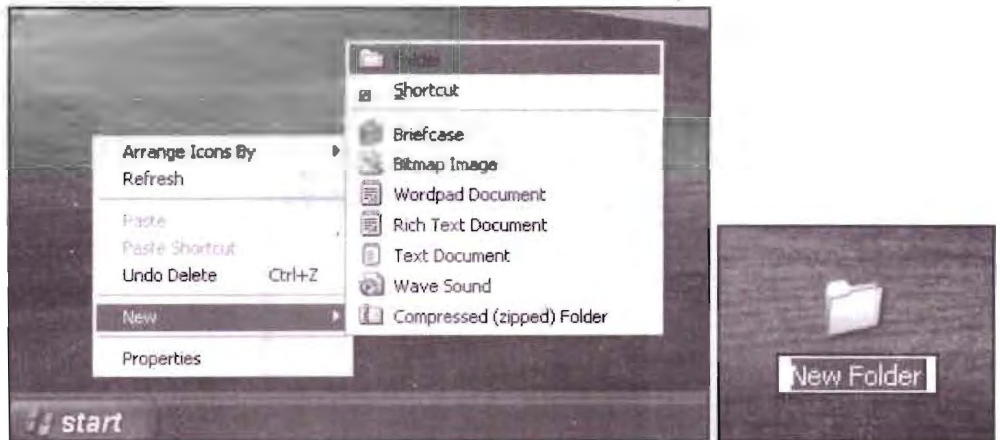 Folder
Shortcut
Briefcase
Bitmap Image
Wordpad Document
Rich Text Document
Text Document
Wave Sound
Compressed (zipped) Folder
Arrange Icons By
Refresh
Paste
Paste Shortcut
Undo Delete Ctrl+Z
New
Properties
start
New Folder